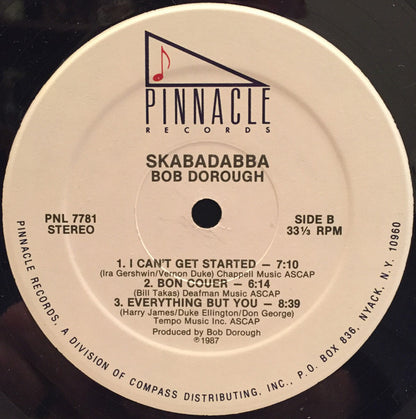 PINNACLE
RECORDS
SKABADABBA
BOB DOROUGH
PNL 7781
STEREO
SIDE B
33⅓ RPM
1. I CAN'T GET STARTED — 7:10
(Ira Gershwin/Vernon Duke) Chappell Music ASCAP
2. BON COUER — 6:14
(Bill Takas) Deafman Music ASCAP
3. EVERYTHING BUT YOU — 8:39
(Harry James/Duke Ellington/Don George)
Tempo Music Inc. ASCAP
Produced by Bob Dorough
℗1987
PINNACLE RECORDS, A DIVISION OF COMPASS DISTRIBUTING, INC., P.O. BOX 836, NYACK, N.Y. 10960